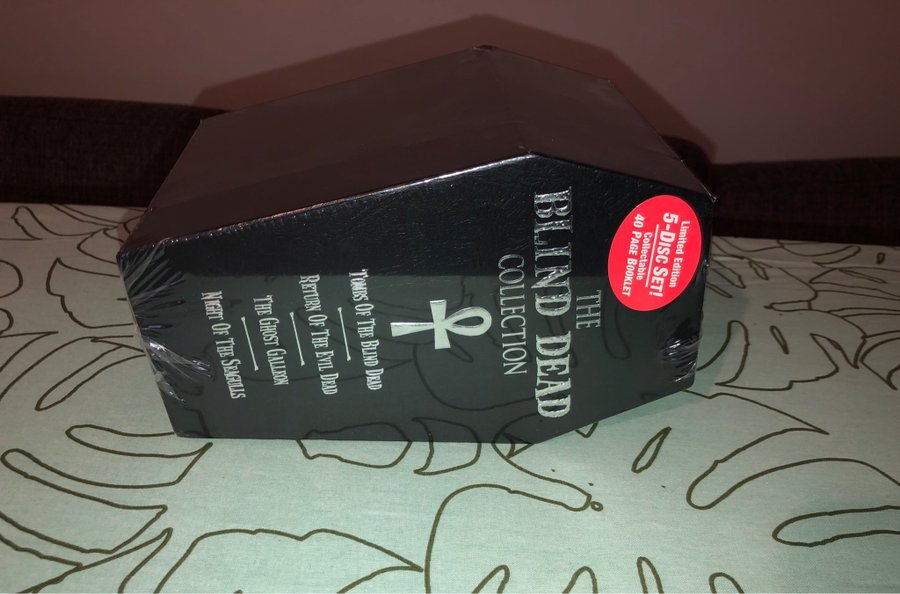 THE
BLIND DEAD
COLLECTION
TOMBS OF THE BLIND DEAD
RETURN OF THE EVIL DEAD
THE GHOST GALLEON
NIGHT OF THE SEAGULLS
Limited Edition
5-DISC SET!
Collectable
40 PAGE BOOKLET